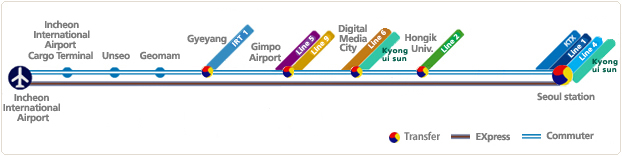 Incheon
International
Airport
Cargo Terminal
Unseo
Geomam
Gyeyang
IRT 1
Gimpo
Airport
Line 5
Line 9
Digital
Media
City
Line 6
Kyong
ui sun
Hongik
Univ.
Line 2
KTX
Line 1
Line 4
Kyong
ui sun
Incheon
International
Airport
Seoul station
Transfer
EXpress
Commuter